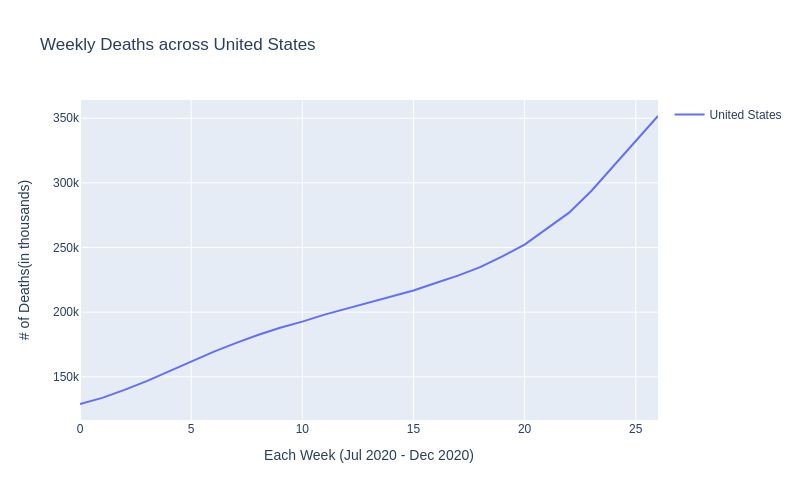 Weekly Deaths across United States
350k
300k
250k
200k
150k
# of Deaths(in thousands)
0 5 10 15 20 25
Each Week (Jul 2020 - Dec 2020)
United States